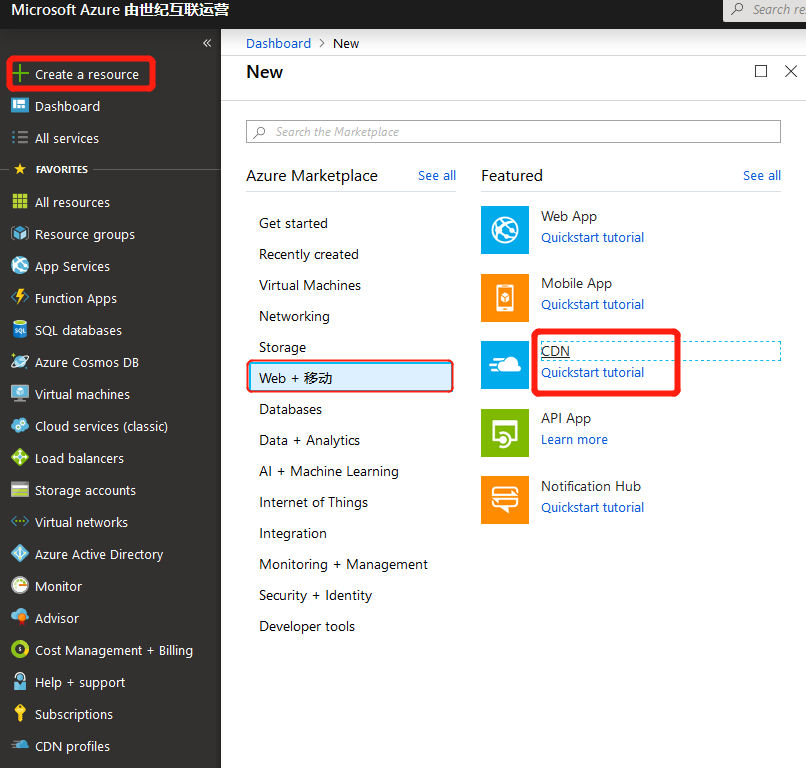 Microsoft Azure 由世纪互联运营
Search re
«
Create a resource
Dashboard
All services
FAVORITES
All resources
Resource groups
App Services
Function Apps
SQL databases
Azure Cosmos DB
Virtual machines
Cloud services (classic)
Load balancers
Storage accounts
Virtual networks
Azure Active Directory
Monitor
Advisor
Cost Management + Billing
Help + support
Subscriptions
CDN profiles
Dashboard > New
New
Search the Marketplace
Azure Marketplace See all
Get started
Recently created
Virtual Machines
Networking
Storage
Web + 移动
Databases
Data + Analytics
AI + Machine Learning
Internet of Things
Integration
Monitoring + Management
Security + Identity
Developer tools
Featured See all
Web App
Quickstart tutorial
Mobile App
Quickstart tutorial
CDN
Quickstart tutorial
API App
Learn more
Notification Hub
Quickstart tutorial